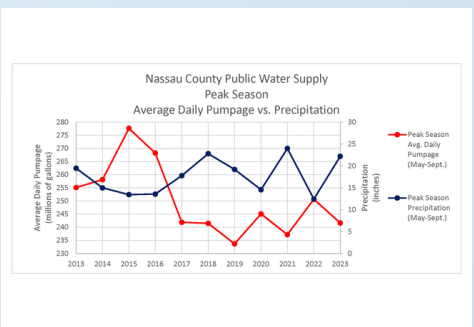 Nassau County Public Water Supply
Peak Season
Average Daily Pumpage vs. Precipitation
Average Daily Pumpage
(millions of gallons)
280
275
270
265
260
255
250
245
240
235
230
30
25
20
15
10
5
0
Precipitation
(inches)
2013 2014 2015 2016 2017 2018 2019 2020 2021 2022 2023
Peak Season
Avg. Daily
Pumpage
(May-Sept.)
Peak Season
Precipitation
(May-Sept.)